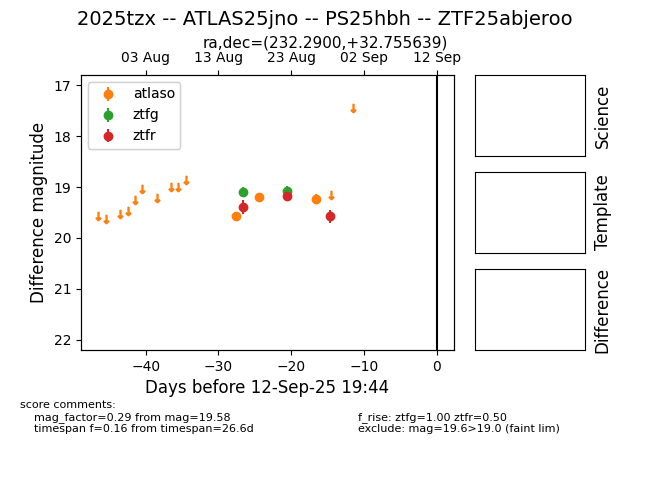 2025tzx -- ATLAS25jno -- PS25hbh -- ZTF25abjeroo
ra,dec=(232.2900,+32.755639)
03 Aug 13 Aug 23 Aug 02 Sep 12 Sep
atlaso
ztfg
ztfr
17
18
19
20
21
22
Difference magnitude
−40 −30 −20 −10 0
Days before 12-Sep-25 19:44
Science
Template
Difference
score comments:
mag_factor=0.29 from mag=19.58
timespan f=0.16 from timespan=26.6d
f_rise: ztfg=1.00 ztfr=0.50
exclude: mag=19.6>19.0 (faint lim)